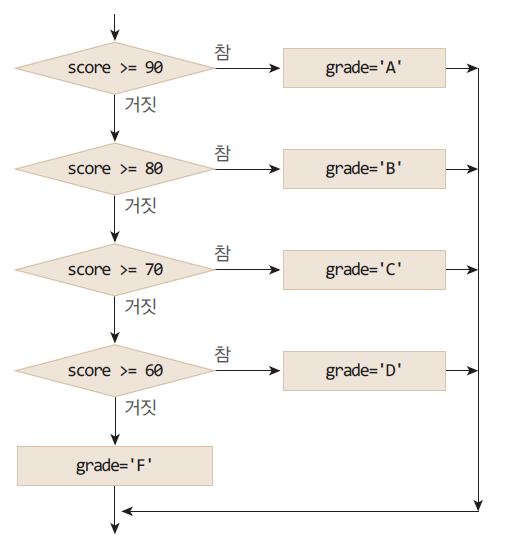 참
score >= 90
grade='A'
거짓
참
score >= 80
grade='B'
거짓
참
score >= 70
grade='C'
거짓
참
score >= 60
grade='D'
거짓
grade='F'